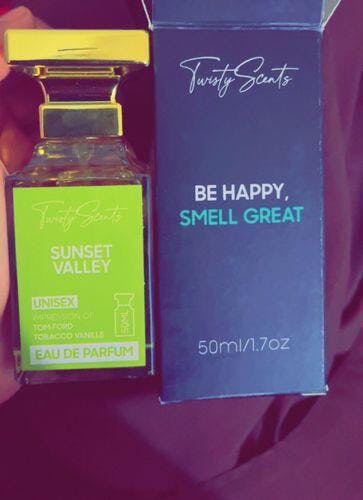 Twisty Scents
SUNSET
VALLEY
UNISEX
IMPRESSION OF
TOM FORD
TOBACCO VANILLE
50ML
EAU DE PARFUM
Twisty Scents
BE HAPPY,
SMELL GREAT
50ml/1.7oz